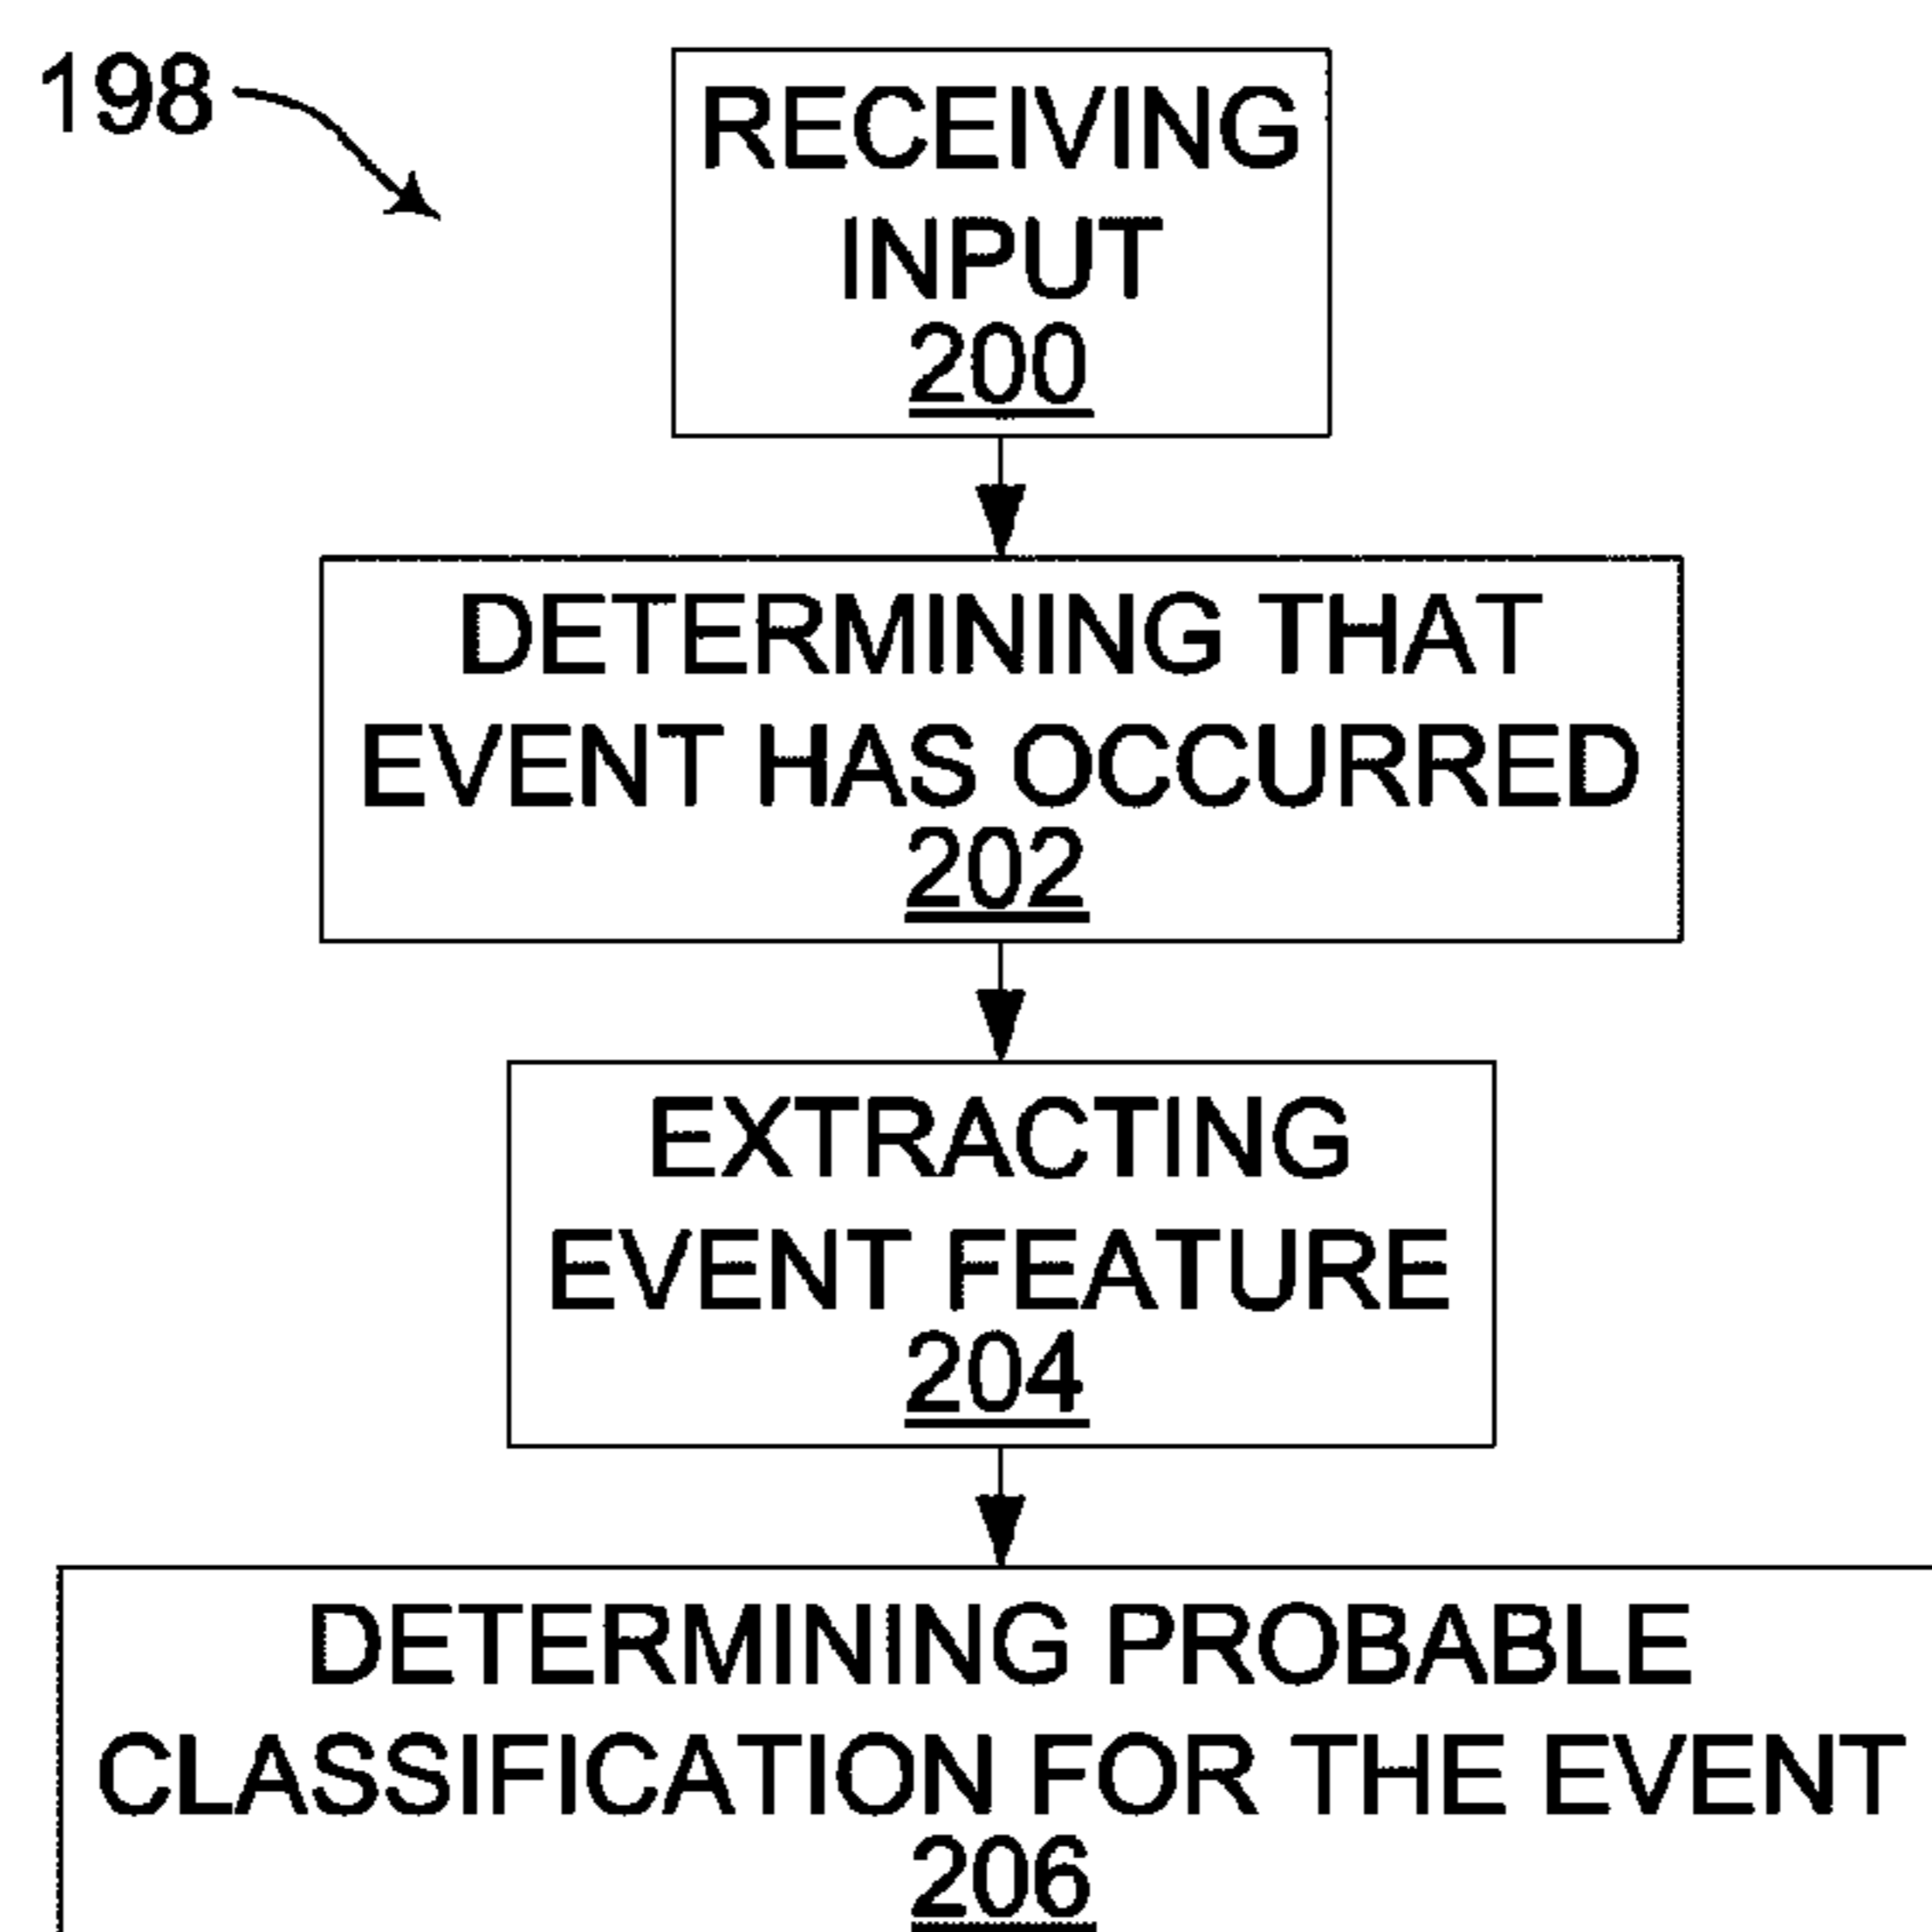 198
RECEIVING
INPUT
200
DETERMINING THAT
EVENT HAS OCCURRED
202
EXTRACTING
EVENT FEATURE
204
DETERMINING PROBABLE
CLASSIFICATION FOR THE EVENT
206